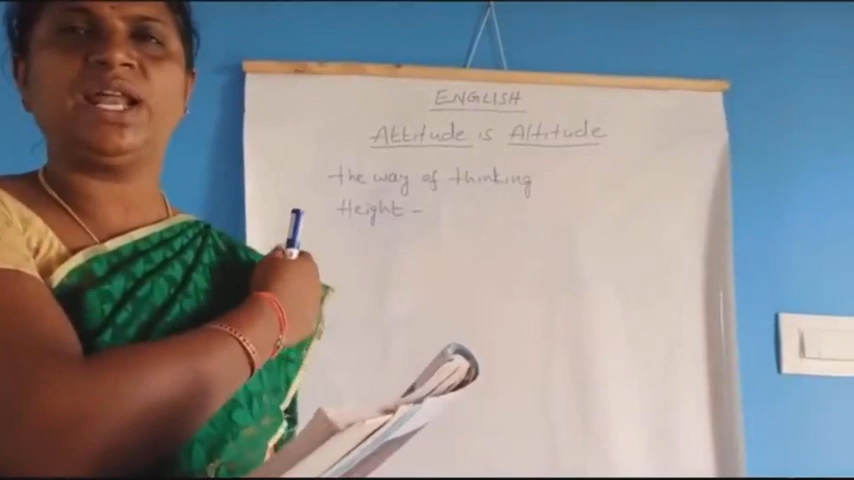 ENGLISH
Attitude is Altitude
the way of thinking
Height -